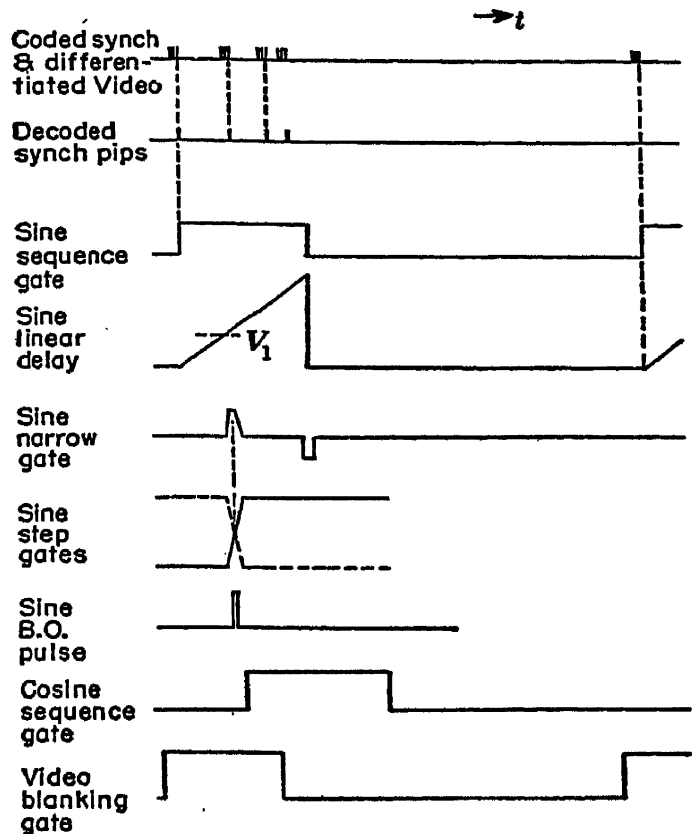 t
Coded synch
& differen-
tiated Video
Decoded
synch pips
Sine
sequence
gate
Sine
linear
delay
V1
Sine
narrow
gate
Sine
step
gates
Sine
B.O.
pulse
Cosine
sequence
gate
Video
blanking
gate